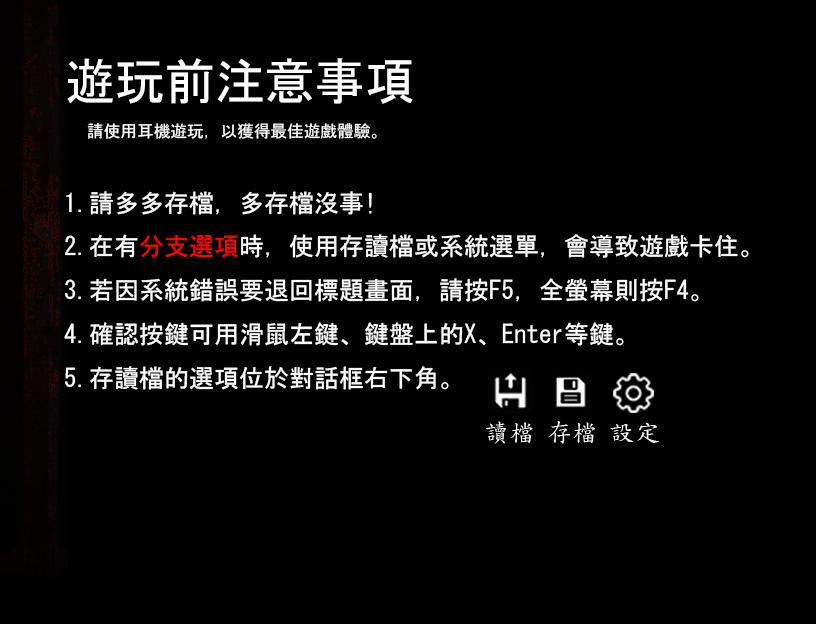 遊玩前注意事項
請使用耳機遊玩, 以獲得最佳遊戲體驗。
1.請多多存檔, 多存檔沒事!
2.在有分支選項時, 使用存讀檔或系統選單, 會導致遊戲卡住。
3.若因系統錯誤要退回標題畫面, 請按F5, 全螢幕則按F4。
4.確認按鍵可用滑鼠左鍵、鍵盤上的X、Enter等鍵。
5.存讀檔的選項位於對話框右下角。
讀檔 存檔 設定